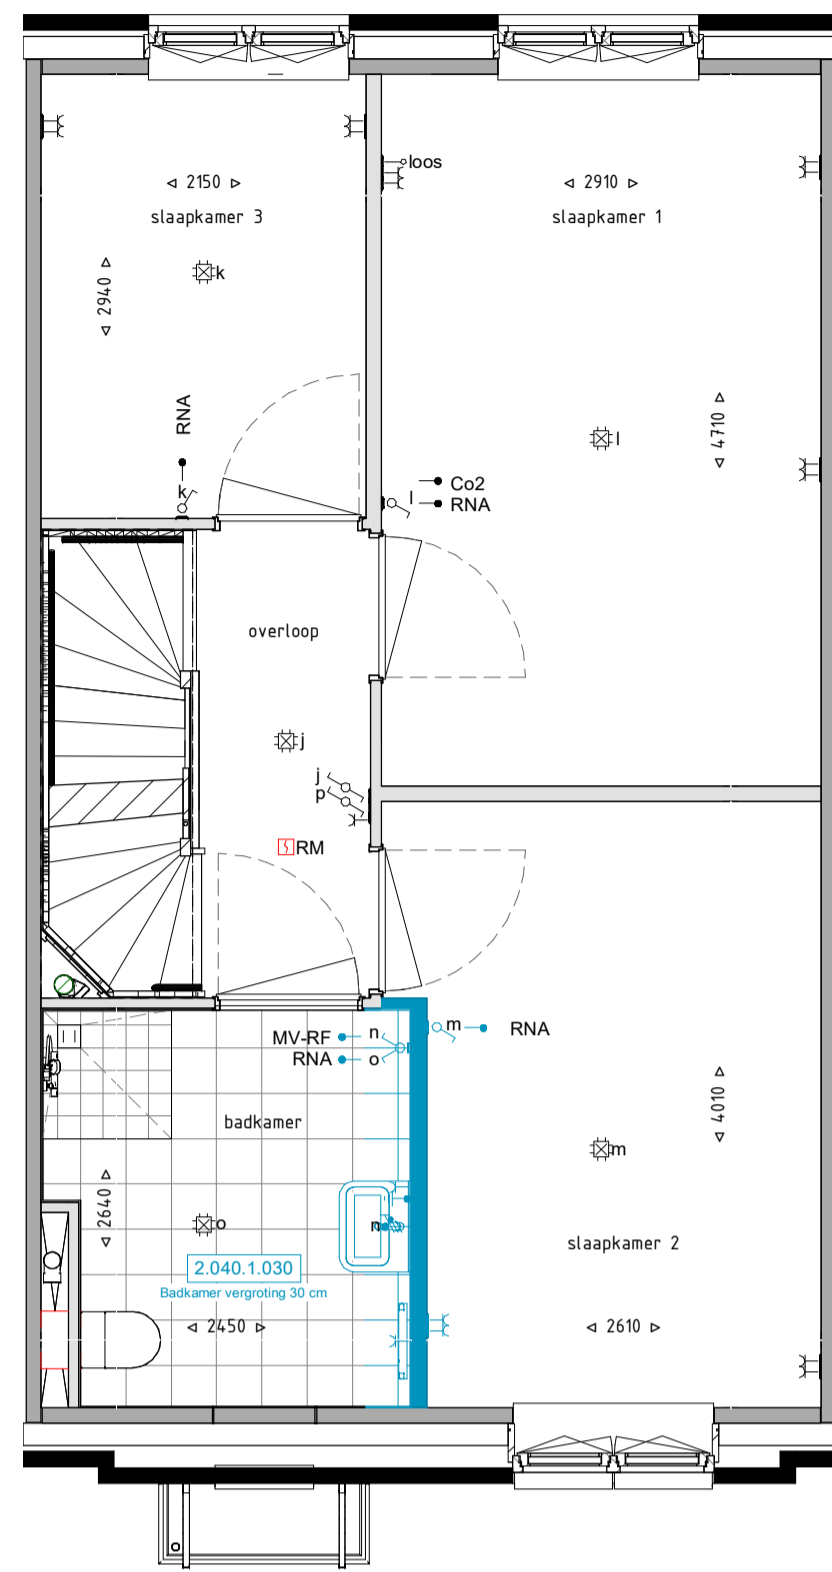 loos
2150
2910
slaapkamer 3
slaapkamer 1
k
2940
RNA
k
l
4710
Co2
l
RNA
overloop
j
j
p
RM
MV-RF
n
RNA
o
m
RNA
badkamer
4010
m
2640
o
n
slaapkamer 2
2.040.1.030
Badkamer vergroting 30 cm
2450
2610